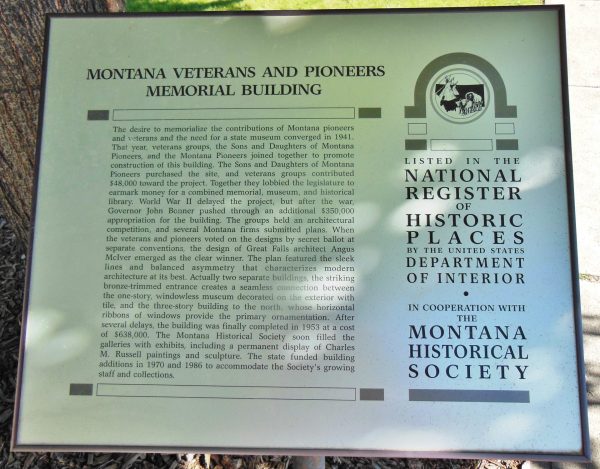 MONTANA VETERANS AND PIONEERS
MEMORIAL BUILDING
The desire to memorialize the contributions of Montana pioneers
and veterans and the need for a state museum converged in 1941.
That year, veterans groups, the Sons and Daughters of Montana
Pioneers, and the Montana Pioneers joined together to promote
construction of this building. The Sons and Daughters of Montana
Pioneers purchased the site, and veterans groups contributed
$48,000 toward the project. Together they lobbied the legislature to
earmark money for a combined memorial, museum, and historical
library. World War II delayed the project, but after the war,
Governor John Bonner pushed through an additional $350,000
appropriation for the building. The groups held an architectural
competition, and several Montana firms submitted plans. When
the veterans and pioneers voted on the designs by secret ballot at
separate conventions, the design of Great Falls architect Angus
McIver emerged as the clear winner. The plan featured the sleek
lines and balanced asymmetry that characterizes modern
architecture at its best. Actually two separate buildings, the striking
bronze-trimmed entrance creates a seamless connection between
the one-story, windowless museum decorated on the exterior with
tile, and the three-story building to the north, whose horizontal
ribbons of windows provide the primary ornamentation. After
several delays, the building was finally completed in 1953 at a cost
of $638,000. The Montana Historical Society soon filled the
galleries with exhibits, including a permanent display of Charles
M. Russell paintings and sculpture. The state funded building
additions in 1970 and 1986 to accommodate the Society's growing
staff and collections.
LISTED IN THE
NATIONAL
REGISTER
OF
HISTORIC
PLACES
BY THE UNITED STATES
DEPARTMENT
OF INTERIOR
•
IN COOPERATION WITH
THE
MONTANA
HISTORICAL
SOCIETY